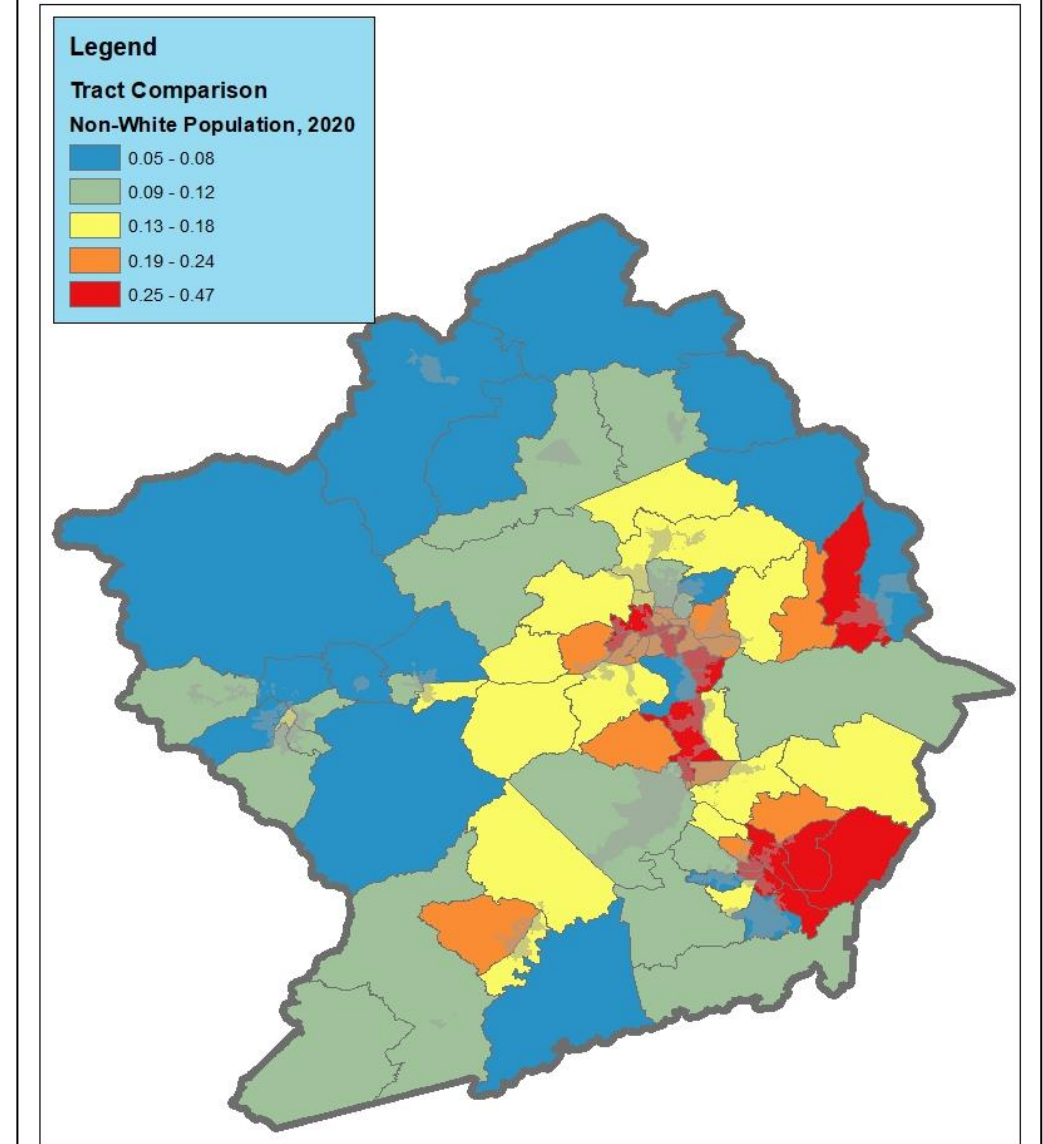 Legend
Tract Comparison
Non-White Population, 2020
0.05 - 0.08
0.09 - 0.12
0.13 - 0.18
0.19 - 0.24
0.25 - 0.47